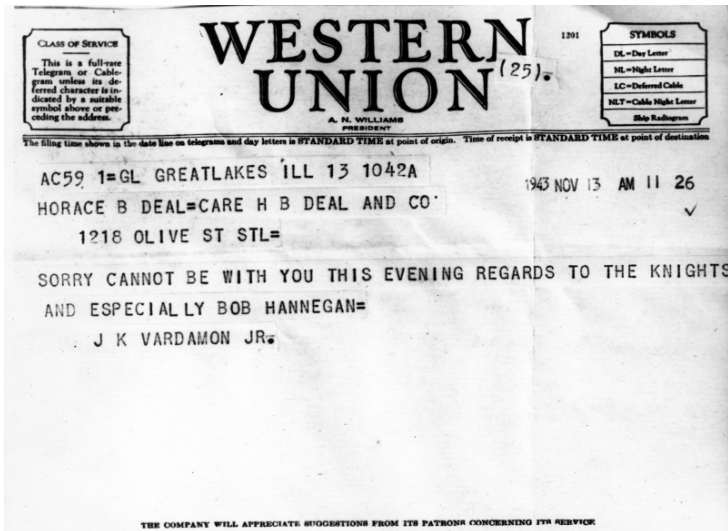 CLASS OF SERVICE
This is a full-rate
Telegram or Cable-
gram unless its de-
ferred character is in-
dicated by a suitable
symbol above or pre-
ceding the address.
WESTERN
UNION
(25).
A. N. WILLIAMS
PRESIDENT
1201
SYMBOLS
DL=Day Letter
NL=Night Letter
LC=Deferred Cable
NLT=Cable Night Letter
Ship Radiogram
The filing time shown in the date line on telegrams and day letters is STANDARD TIME at point of origin. Time of receipt is STANDARD TIME at point of destination
AC59 1=GL GREATLAKES ILL 13 1042A
1943 NOV 13 AM 11 26
HORACE B DEAL=CARE H B DEAL AND CO
1218 OLIVE ST STL=
SORRY CANNOT BE WITH YOU THIS EVENING REGARDS TO THE KNIGHTS
AND ESPECIALLY BOB HANNEGAN=
J K VARDAMON JR.
THE COMPANY WILL APPRECIATE SUGGESTIONS FROM ITS PATRONS CONCERNING ITS SERVICE